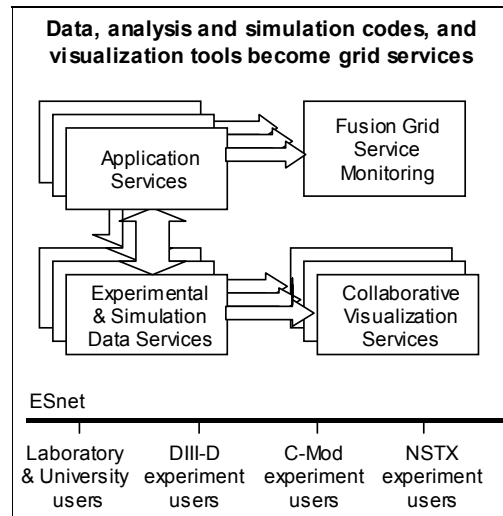 Data, analysis and simulation codes, and
visualization tools become grid services
Application
Services
Fusion Grid
Service
Monitoring
Experimental
& Simulation
Data Services
Collaborative
Visualization
Services
ESnet
Laboratory
& University
users
DIII-D
experiment
users
C-Mod
experiment
users
NSTX
experiment
users